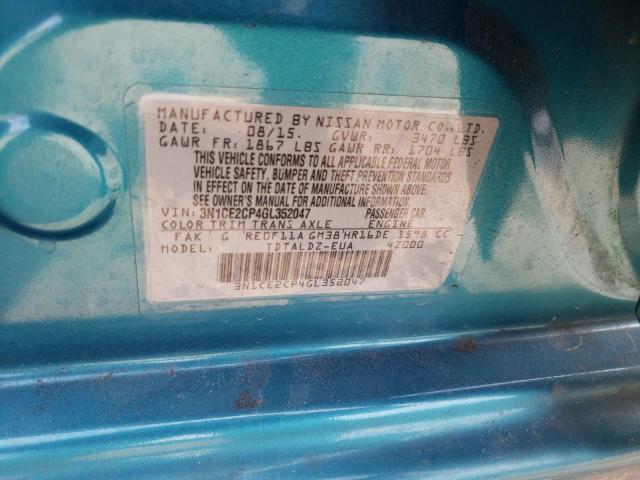 MANUFACTURED BY NISSAN MOTOR CO., LTD.
DATE: 08/15 GVWR: 3470 LBS
GAWR FR: 1867 LBS GAWR RR: 1704 LBS
THIS VEHICLE CONFORMS TO ALL APPLICABLE FEDERAL MOTOR
VEHICLE SAFETY, BUMPER AND THEFT PREVENTION STANDARDS
IN EFFECT ON THE DATE OF MANUFACTURE SHOWN ABOVE.
SEE OWNER'S MANUAL FOR ADDITIONAL INFORMATION
VIN: 3N1CE2CP4GL352047 PASSENGER CAR
COLOR TRIM TRANS AXLE ENGINE
FAK G RE0F11A GM38 HR16DE 1598 CC
MODEL: TDTALDZ-EUA 42000
3N1CE2CP4GL352047